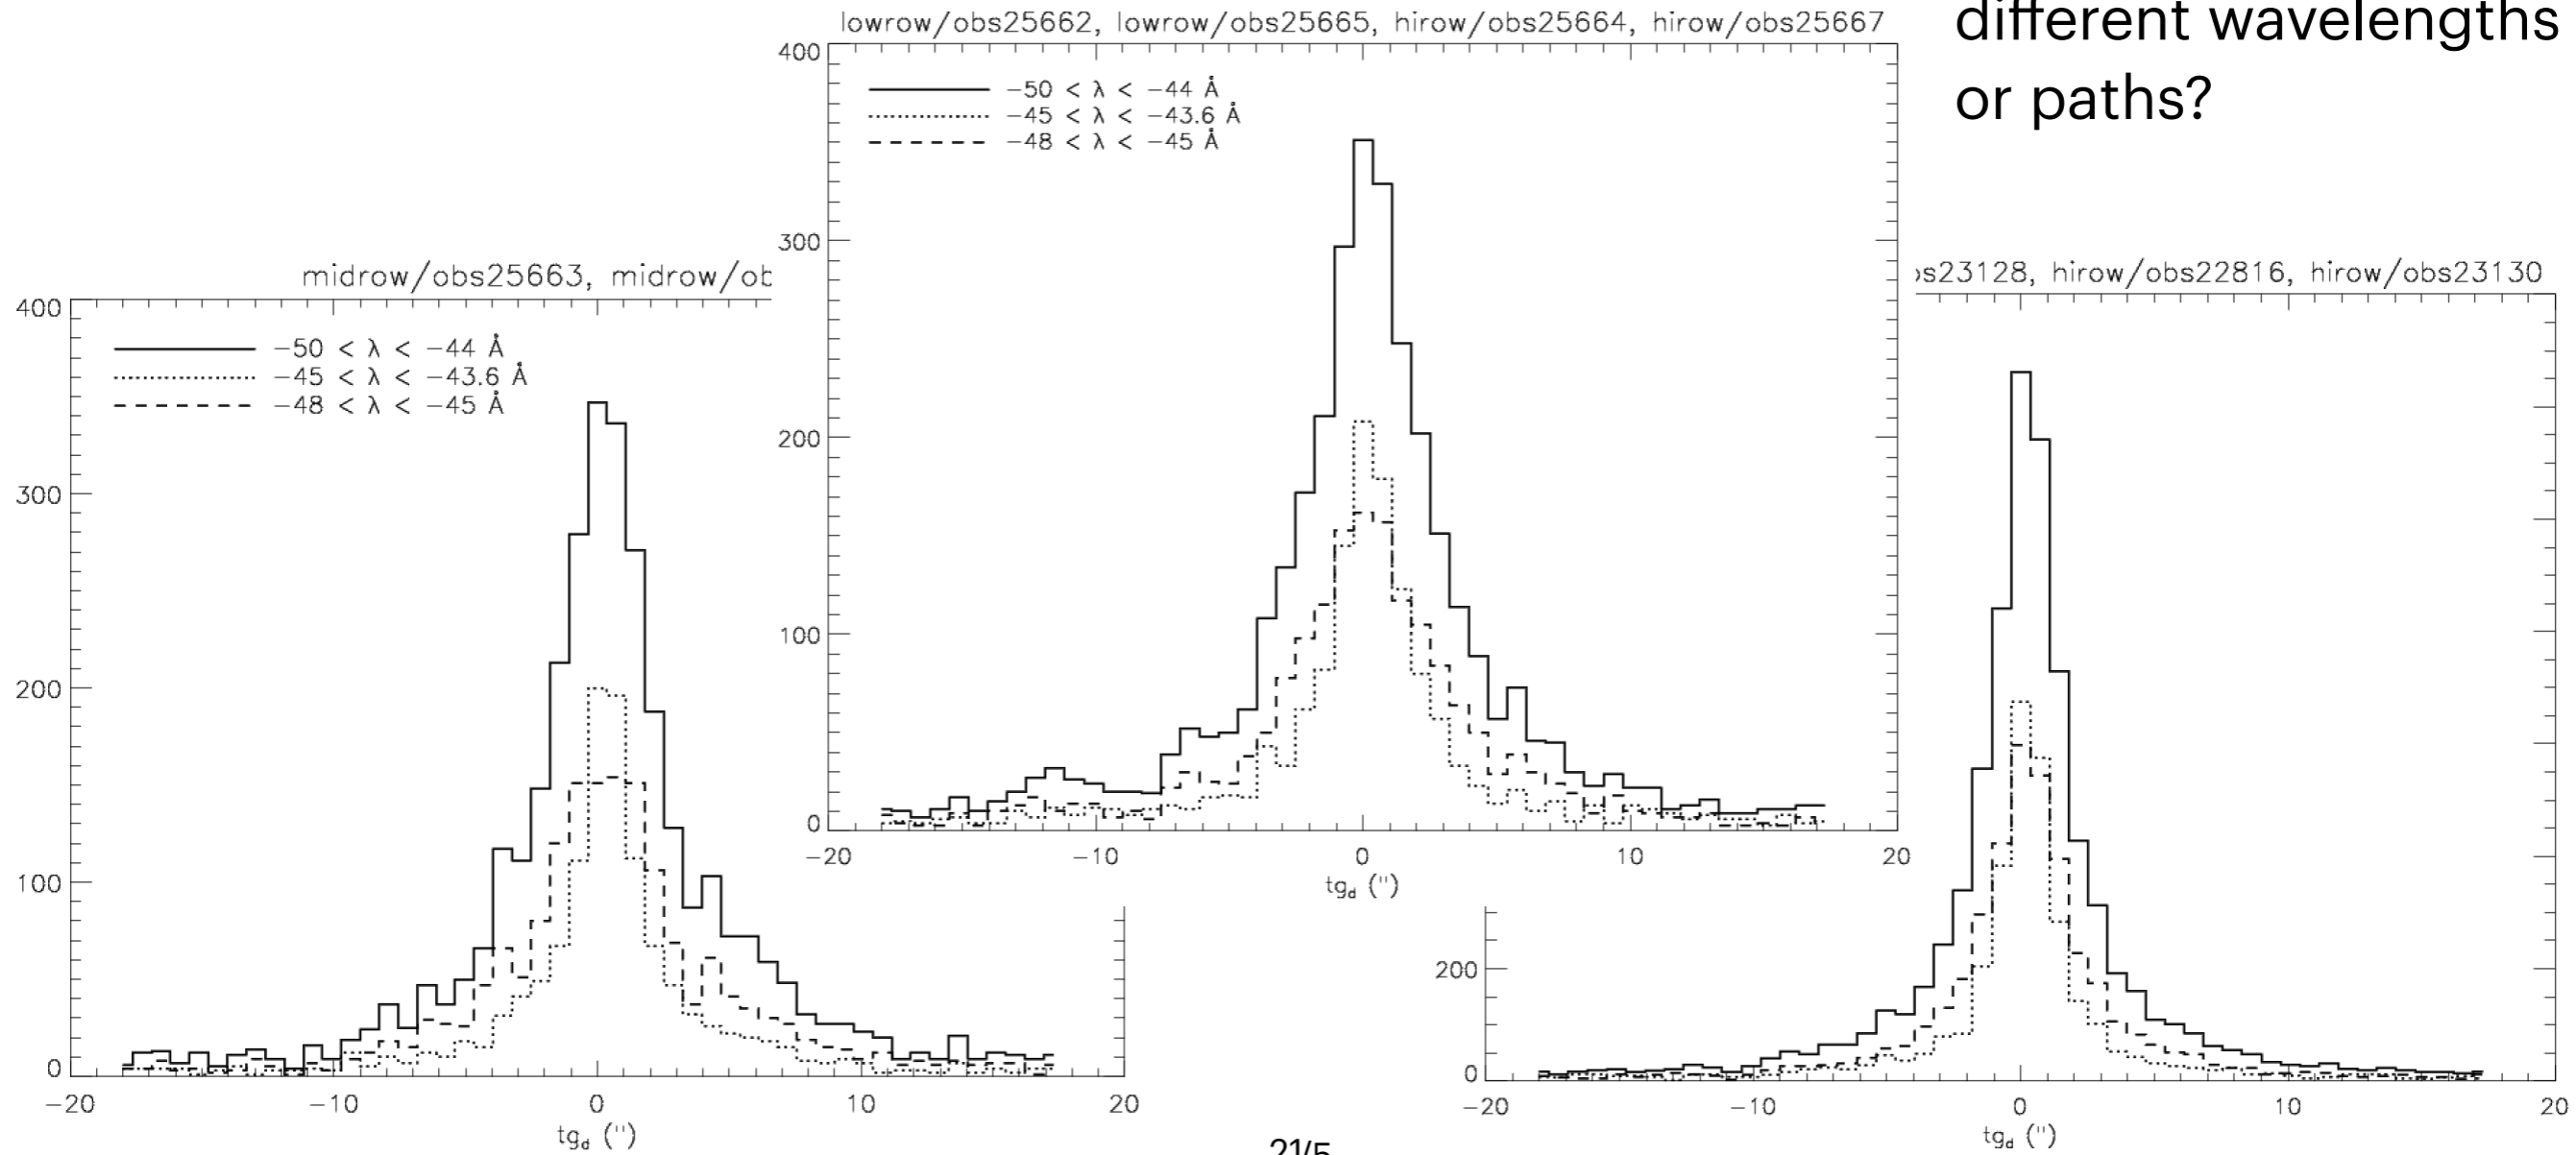 different wavelengths
or paths?
lowrow/obs25662, lowrow/obs25665, hirow/obs25664, hirow/obs25667
400
300
200
100
0
−50 < λ < −44 Å
−45 < λ < −43.6 Å
−48 < λ < −45 Å
−20 −10 0 10 20
tg_d (")
midrow/obs25663, midrow/ob
400
300
200
100
0
−50 < λ < −44 Å
−45 < λ < −43.6 Å
−48 < λ < −45 Å
−20 −10 0 10 20
tg_d (")
s23128, hirow/obs22816, hirow/obs23130
200
0
−20 −10 0 10 20
tg_d (")
21/5